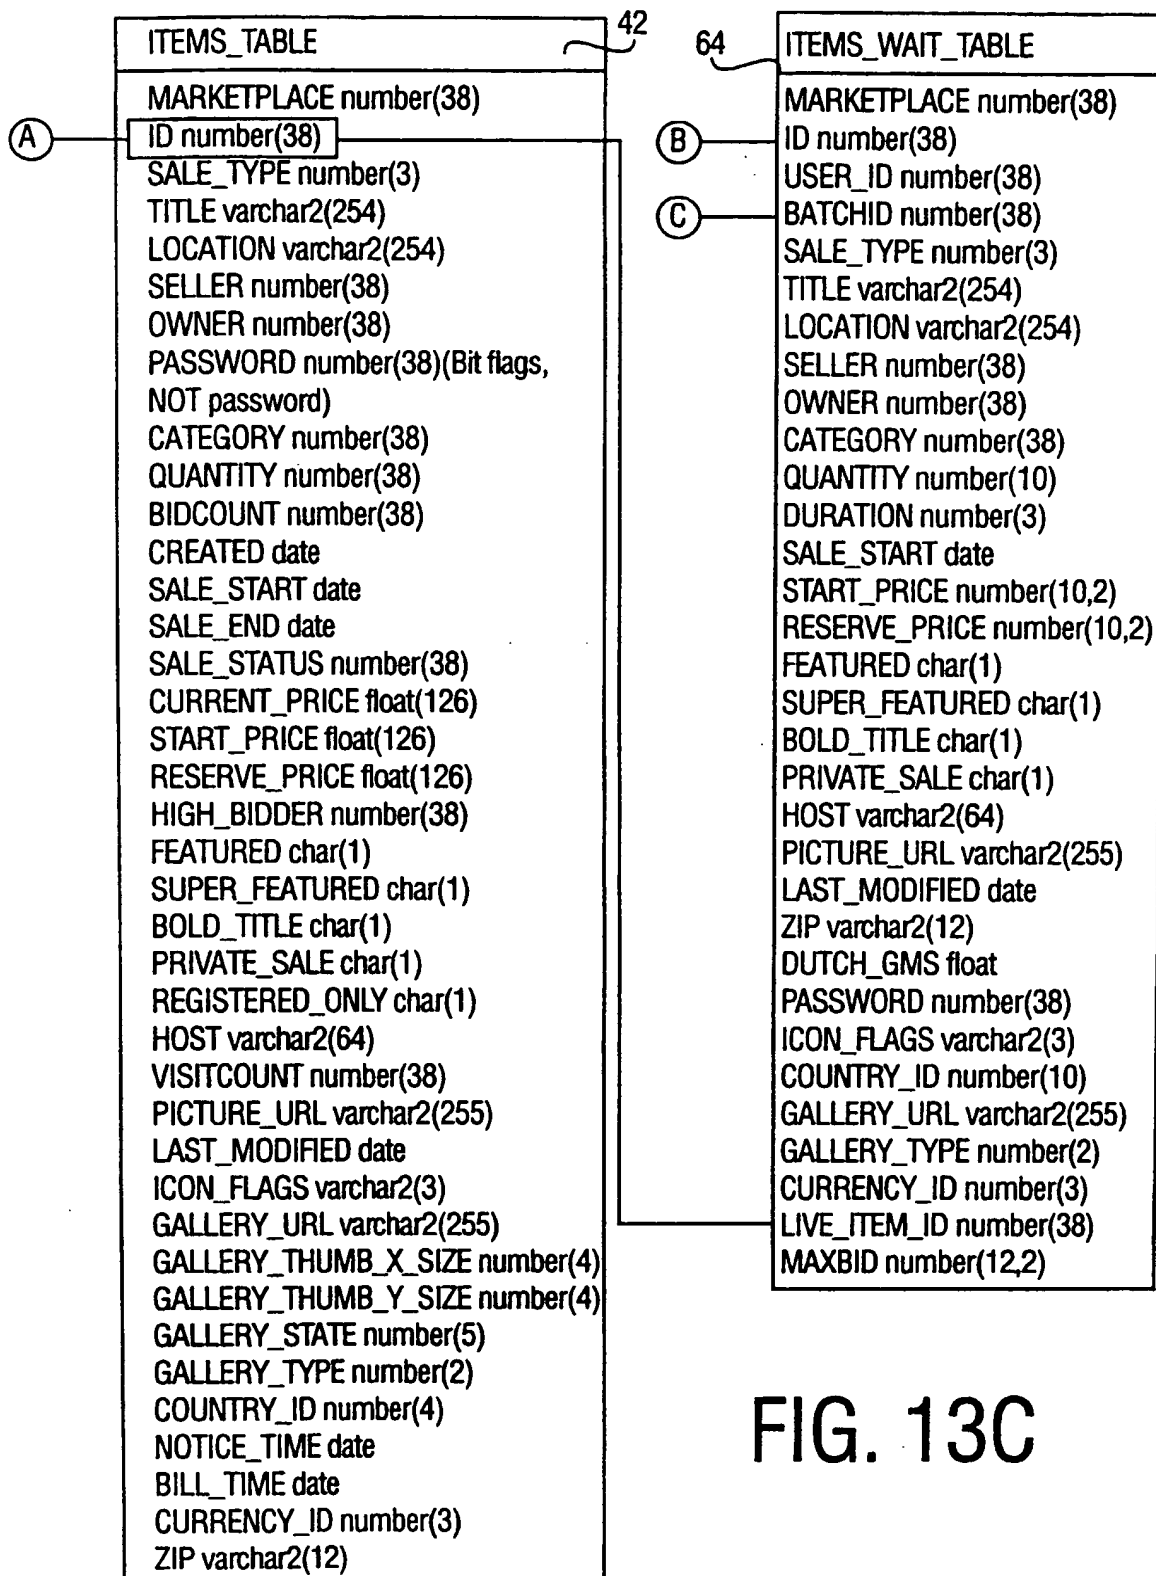 ITEMS_TABLE
42
A
MARKETPLACE number(38)
ID number(38)
SALE_TYPE number(3)
TITLE varchar2(254)
LOCATION varchar2(254)
SELLER number(38)
OWNER number(38)
PASSWORD number(38)(Bit flags,
NOT password)
CATEGORY number(38)
QUANTITY number(38)
BIDCOUNT number(38)
CREATED date
SALE_START date
SALE_END date
SALE_STATUS number(38)
CURRENT_PRICE float(126)
START_PRICE float(126)
RESERVE_PRICE float(126)
HIGH_BIDDER number(38)
FEATURED char(1)
SUPER_FEATURED char(1)
BOLD_TITLE char(1)
PRIVATE_SALE char(1)
REGISTERED_ONLY char(1)
HOST varchar2(64)
VISITCOUNT number(38)
PICTURE_URL varchar2(255)
LAST_MODIFIED date
ICON_FLAGS varchar2(3)
GALLERY_URL varchar2(255)
GALLERY_THUMB_X_SIZE number(4)
GALLERY_THUMB_Y_SIZE number(4)
GALLERY_STATE number(5)
GALLERY_TYPE number(2)
COUNTRY_ID number(4)
NOTICE_TIME date
BILL_TIME date
CURRENCY_ID number(3)
ZIP varchar2(12)
64
ITEMS_WAIT_TABLE
B
C
MARKETPLACE number(38)
ID number(38)
USER_ID number(38)
BATCHID number(38)
SALE_TYPE number(3)
TITLE varchar2(254)
LOCATION varchar2(254)
SELLER number(38)
OWNER number(38)
CATEGORY number(38)
QUANTITY number(10)
DURATION number(3)
SALE_START date
START_PRICE number(10,2)
RESERVE_PRICE number(10,2)
FEATURED char(1)
SUPER_FEATURED char(1)
BOLD_TITLE char(1)
PRIVATE_SALE char(1)
HOST varchar2(64)
PICTURE_URL varchar2(255)
LAST_MODIFIED date
ZIP varchar2(12)
DUTCH_GMS float
PASSWORD number(38)
ICON_FLAGS varchar2(3)
COUNTRY_ID number(10)
GALLERY_URL varchar2(255)
GALLERY_TYPE number(2)
CURRENCY_ID number(3)
LIVE_ITEM_ID number(38)
MAXBID number(12,2)
FIG. 13C